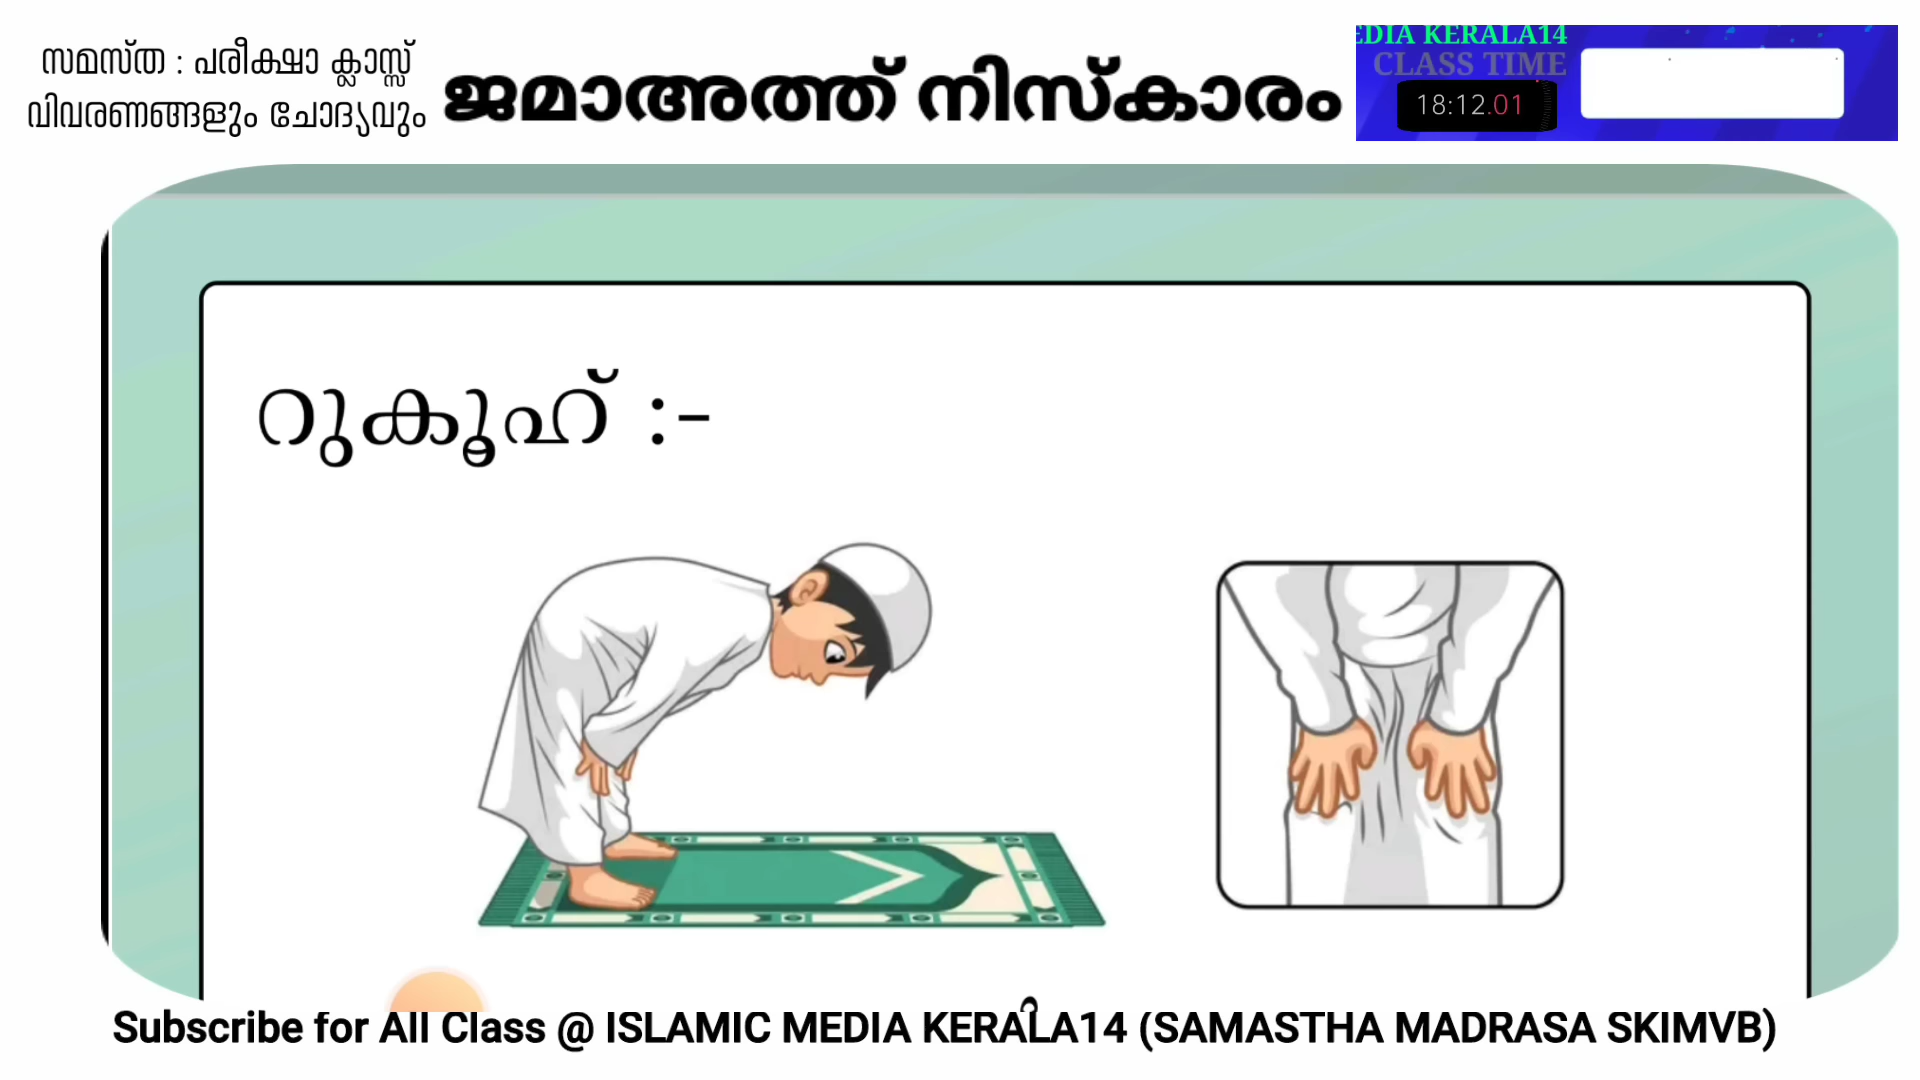 സമസ്ത : പരീക്ഷാ ക്ലാസ്സ്
വിവരണങ്ങളും ചോദ്യവും
ജമാഅത്ത് നിസ്കാരം
EDIA KERALA14
CLASS TIME
18:12.01
റുകൂഹ് :-
Subscribe for All Class @ ISLAMIC MEDIA KERALA14 (SAMASTHA MADRASA SKIMVB)